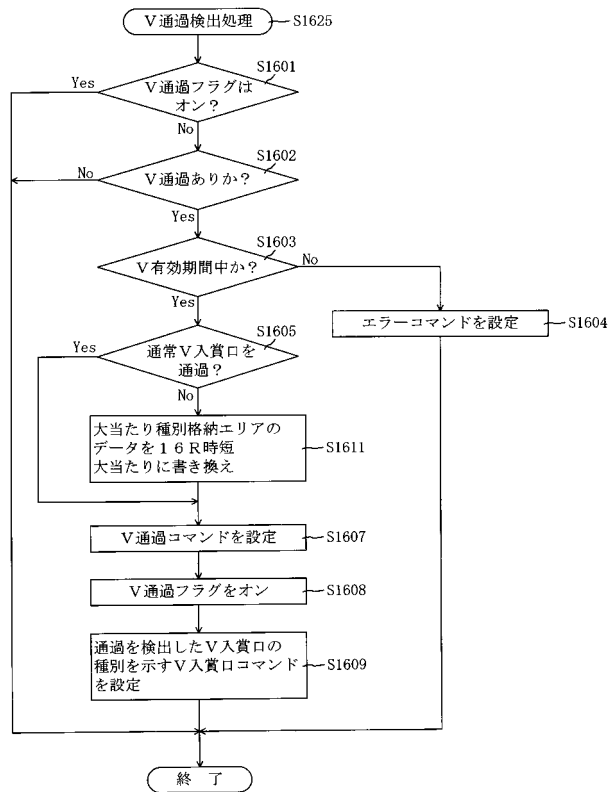 V通過検出処理
S1625
S1601
Yes
V通過フラグは
オン？
No
S1602
No
V通過ありか？
Yes
S1603
No
V有効期間中か？
Yes
エラーコマンドを設定
S1604
S1605
Yes
通常V入賞口を
通過？
No
大当たり種別格納エリアの
データを１６R時短
大当たりに書き換え
S1611
V通過コマンドを設定
S1607
V通過フラグをオン
S1608
通過を検出したV入賞口の
種別を示すV入賞口コマンド
を設定
S1609
終　了